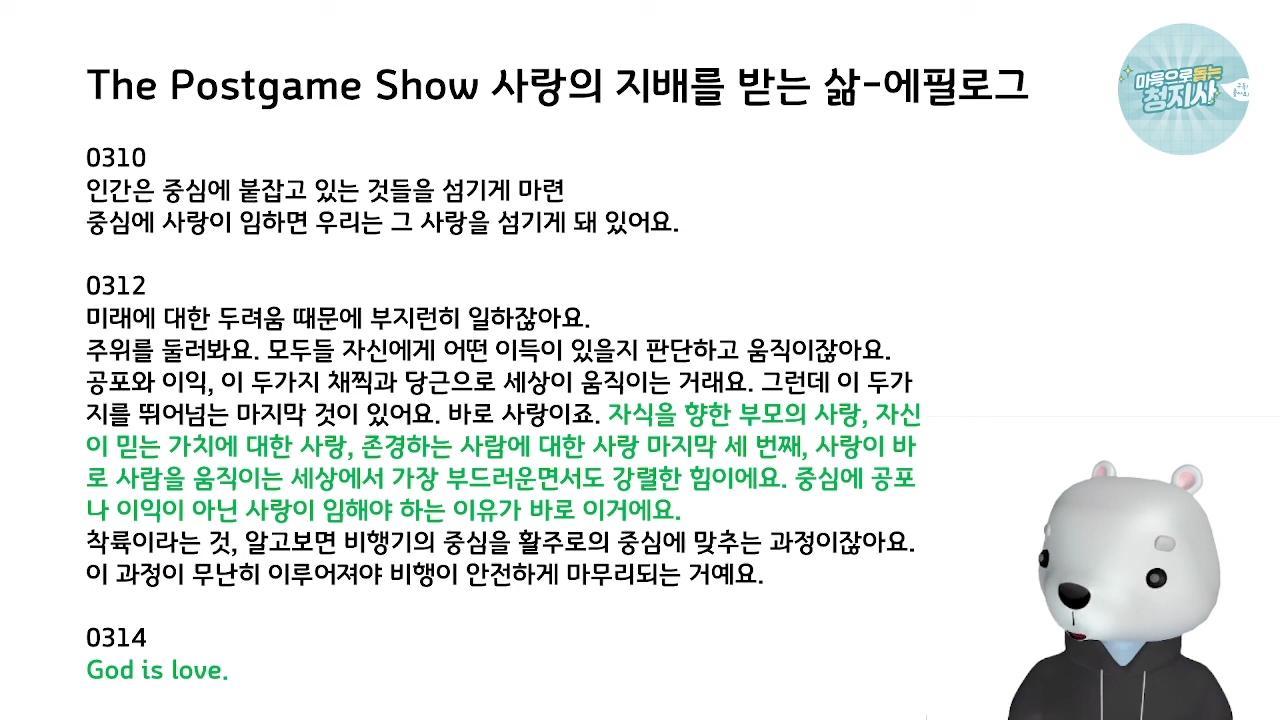 The Postgame Show 사랑의 지배를 받는 삶-에필로그
마음으로돕는
청지사
0310
인간은 중심에 붙잡고 있는 것들을 섬기게 마련
중심에 사랑이 임하면 우리는 그 사랑을 섬기게 돼 있어요.
0312
미래에 대한 두려움 때문에 부지런히 일하잖아요.
주위를 둘러봐요. 모두들 자신에게 어떤 이득이 있을지 판단하고 움직이잖아요.
공포와 이익, 이 두가지 채찍과 당근으로 세상이 움직이는 거래요. 그런데 이 두가
지를 뛰어넘는 마지막 것이 있어요. 바로 사랑이죠. 자식을 향한 부모의 사랑, 자신
이 믿는 가치에 대한 사랑, 존경하는 사람에 대한 사랑 마지막 세 번째, 사랑이 바
로 사람을 움직이는 세상에서 가장 부드러운면서도 강렬한 힘이에요. 중심에 공포
나 이익이 아닌 사랑이 임해야 하는 이유가 바로 이거에요.
착륙이라는 것, 알고보면 비행기의 중심을 활주로의 중심에 맞추는 과정이잖아요.
이 과정이 무난히 이루어져야 비행이 안전하게 마무리되는 거예요.
0314
God is love.